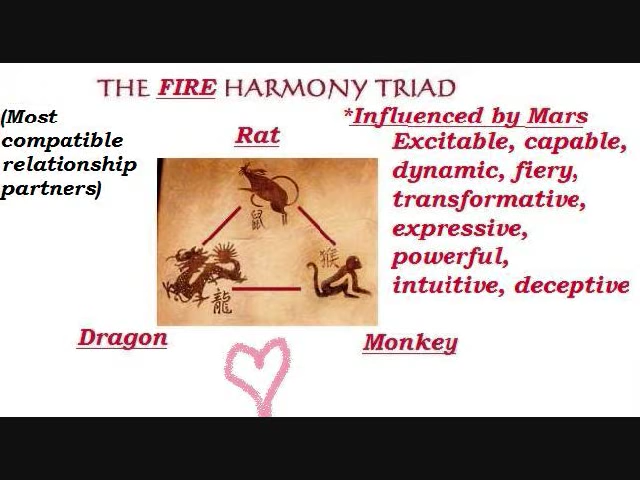 THE FIRE HARMONY TRIAD
(Most
compatible
relationship
partners)
*Influenced by Mars
Excitable, capable,
dynamic, fiery,
transformative,
expressive,
powerful,
intuitive, deceptive
Rat
鼠
猴
龍
Dragon
Monkey